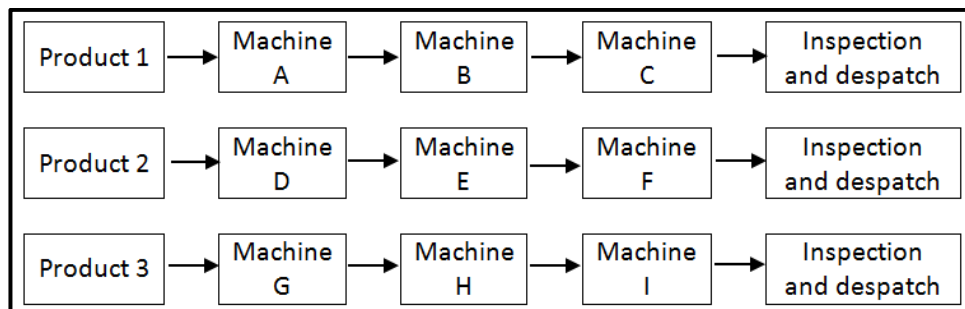 Product 1
Machine
A
Machine
B
Machine
C
Inspection
and despatch
Product 2
Machine
D
Machine
E
Machine
F
Inspection
and despatch
Product 3
Machine
G
Machine
H
Machine
I
Inspection
and despatch